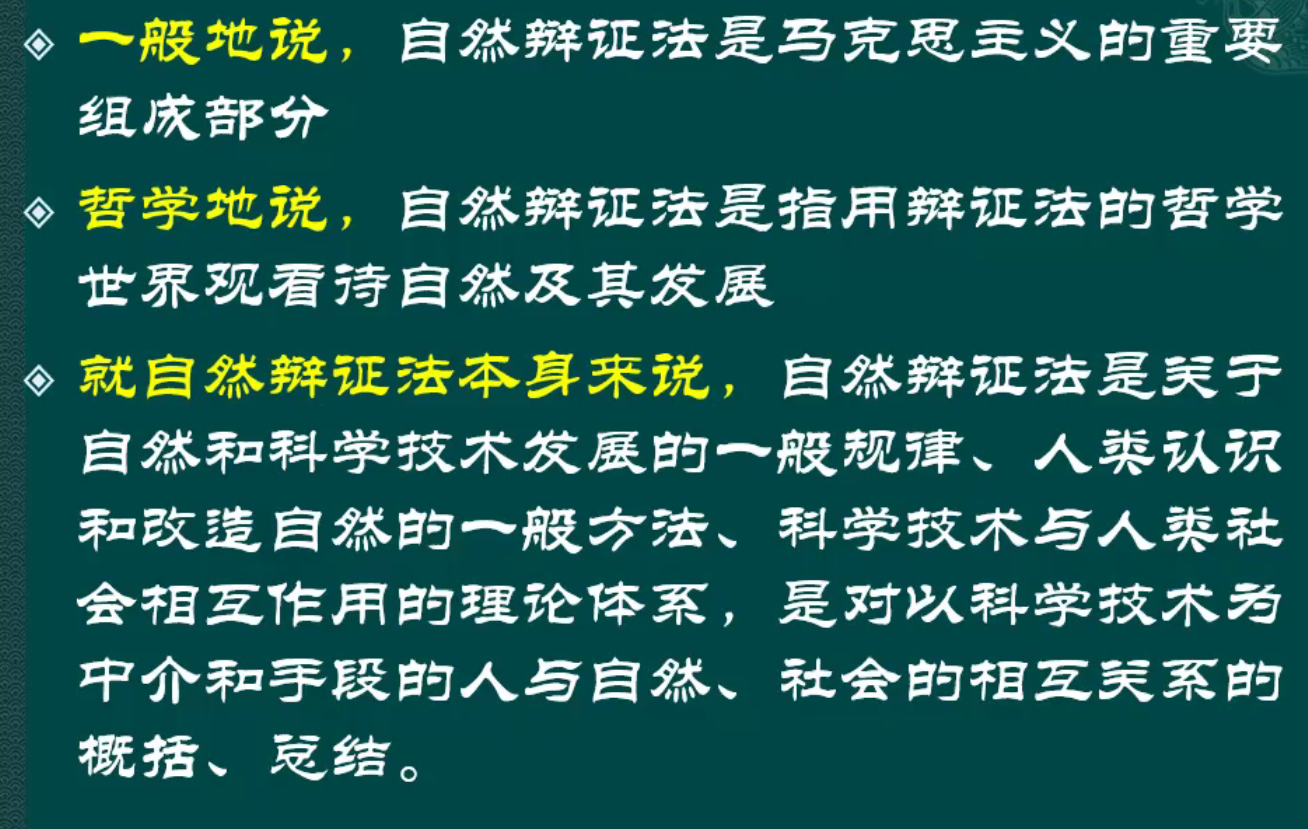 一般地说，自然辩证法是马克思主义的重要
组成部分
哲学地说，自然辩证法是指用辩证法的哲学
世界观看待自然及其发展
就自然辩证法本身来说，自然辩证法是关于
自然和科学技术发展的一般规律、人类认识
和改造自然的一般方法、科学技术与人类社
会相互作用的理论体系，是对以科学技术为
中介和手段的人与自然、社会的相互关系的
概括、总结。